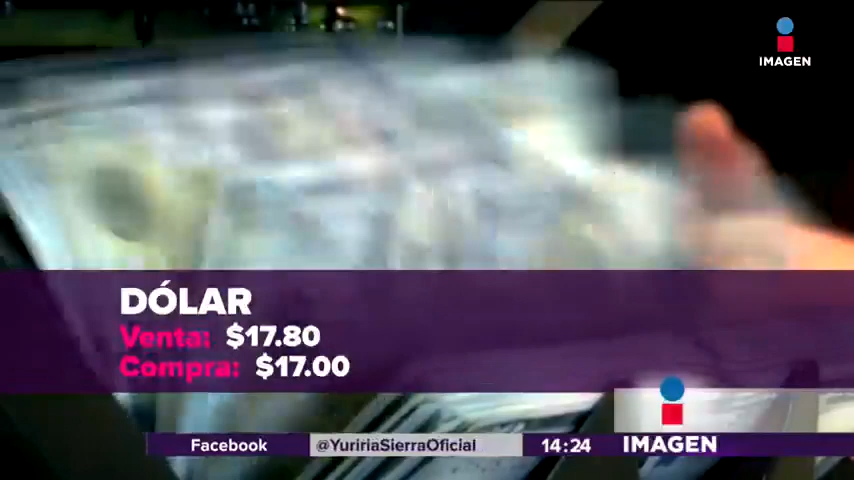 IMAGEN
DÓLAR
Venta: $17.80
Compra: $17.00
Facebook @YuririaSierraOficial 14:24 IMAGEN